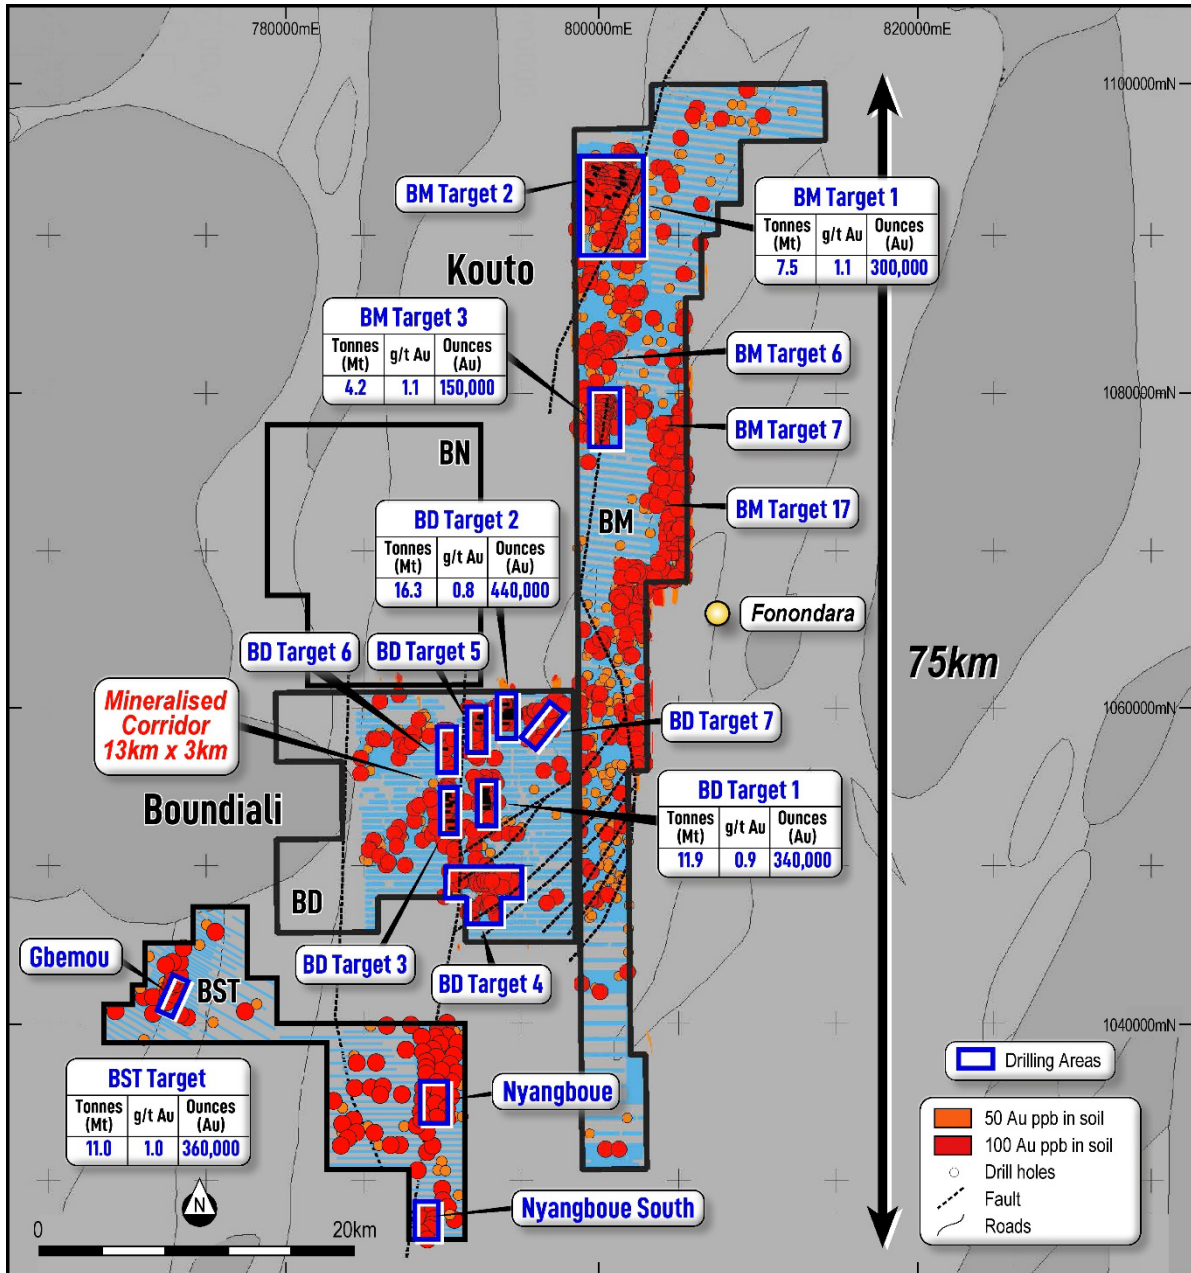 780000mE
800000mE
820000mE
1100000mN
BM Target 2
BM Target 1
Tonnes (Mt) g/t Au Ounces (Au)
7.5 1.1 300,000
Kouto
BM Target 3
Tonnes (Mt) g/t Au Ounces (Au)
4.2 1.1 150,000
BM Target 6
1080000mN
BM Target 7
BN
BM Target 17
BM
BD Target 2
Tonnes (Mt) g/t Au Ounces (Au)
16.3 0.8 440,000
Fonondara
75km
BD Target 6
BD Target 5
Mineralised
Corridor
13km x 3km
BD Target 7
1060000mN
Boundiali
BD Target 1
Tonnes (Mt) g/t Au Ounces (Au)
11.9 0.9 340,000
BD
BD Target 3
BD Target 4
Gbemou
BST
1040000mN
BST Target
Tonnes (Mt) g/t Au Ounces (Au)
11.0 1.0 360,000
Nyangboue
Nyangboue South
N
0 20km
Drilling Areas
50 Au ppb in soil
100 Au ppb in soil
Drill holes
Fault
Roads